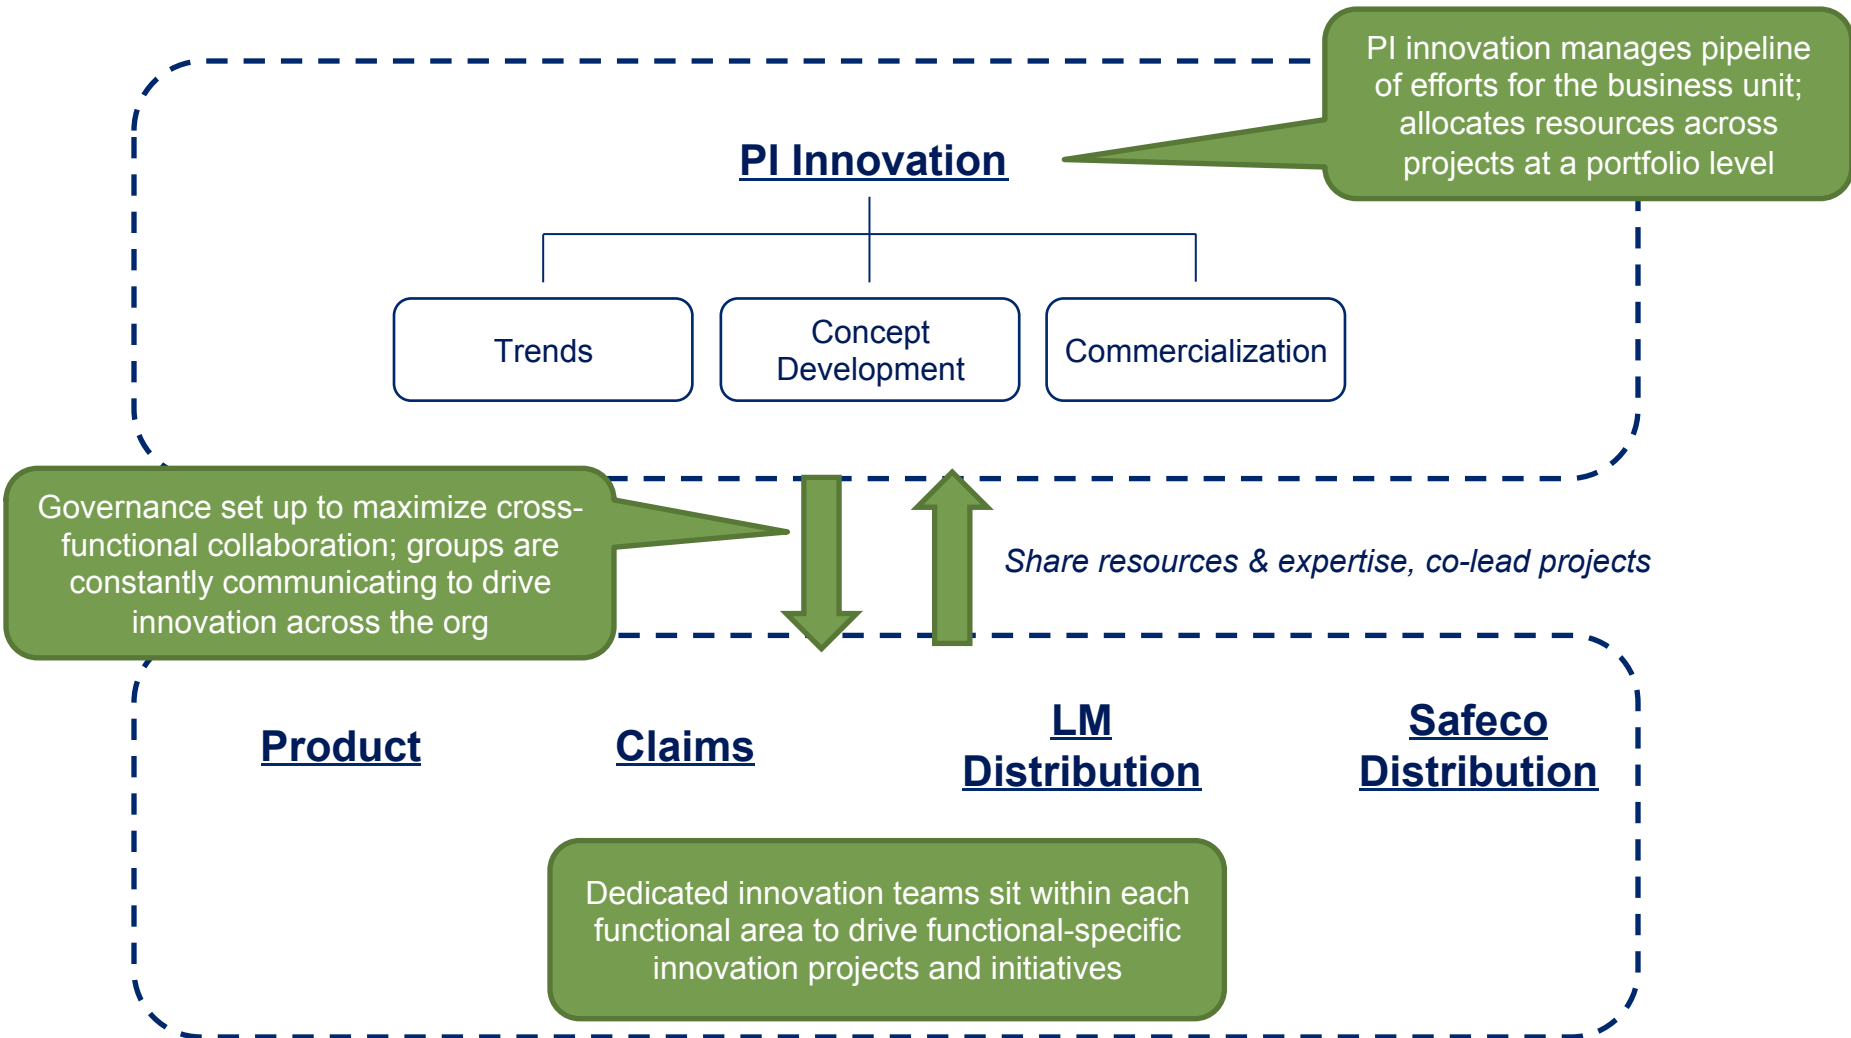 PI innovation manages pipeline
of efforts for the business unit;
allocates resources across
projects at a portfolio level
PI Innovation
Trends
Concept
Development
Commercialization
Governance set up to maximize cross-
functional collaboration; groups are
constantly communicating to drive
innovation across the org
Share resources & expertise, co-lead projects
Product
Claims
LM
Distribution
Safeco
Distribution
Dedicated innovation teams sit within each
functional area to drive functional-specific
innovation projects and initiatives